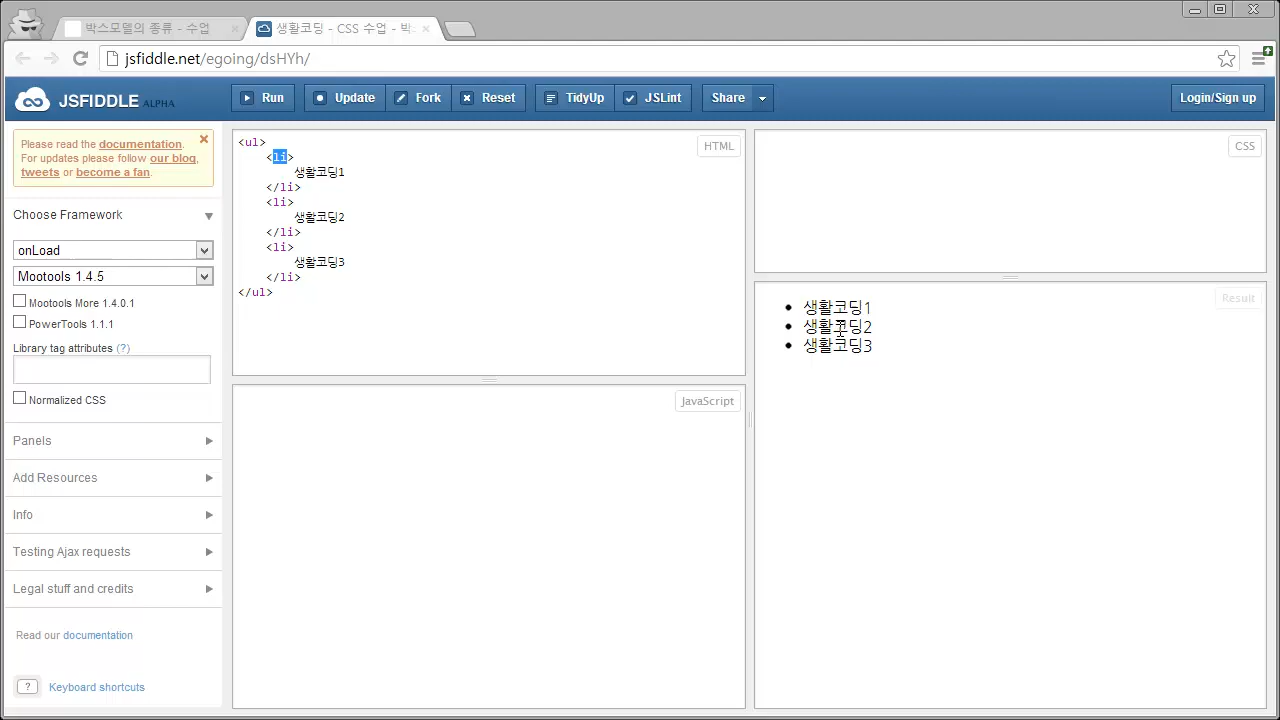 박스모델의 종류 - 수업
생활코딩 - CSS 수업 - 박
jsfiddle.net/egoing/dsHYh/
JSFIDDLE ALPHA
Run
Update
Fork
Reset
TidyUp
JSLint
Share
Login/Sign up
Please read the documentation.
For updates please follow our blog,
tweets or become a fan.
Choose Framework
onLoad
Mootools 1.4.5
Mootools More 1.4.0.1
PowerTools 1.1.1
Library tag attributes (?)
Normalized CSS
Panels
Add Resources
Info
Testing Ajax requests
Legal stuff and credits
Read our documentation
? Keyboard shortcuts
HTML
<ul>
<li>
생활코딩1
</li>
<li>
생활코딩2
</li>
<li>
생활코딩3
</li>
</ul>
JavaScript
CSS
Result
• 생활코딩1
• 생활코딩2
• 생활코딩3